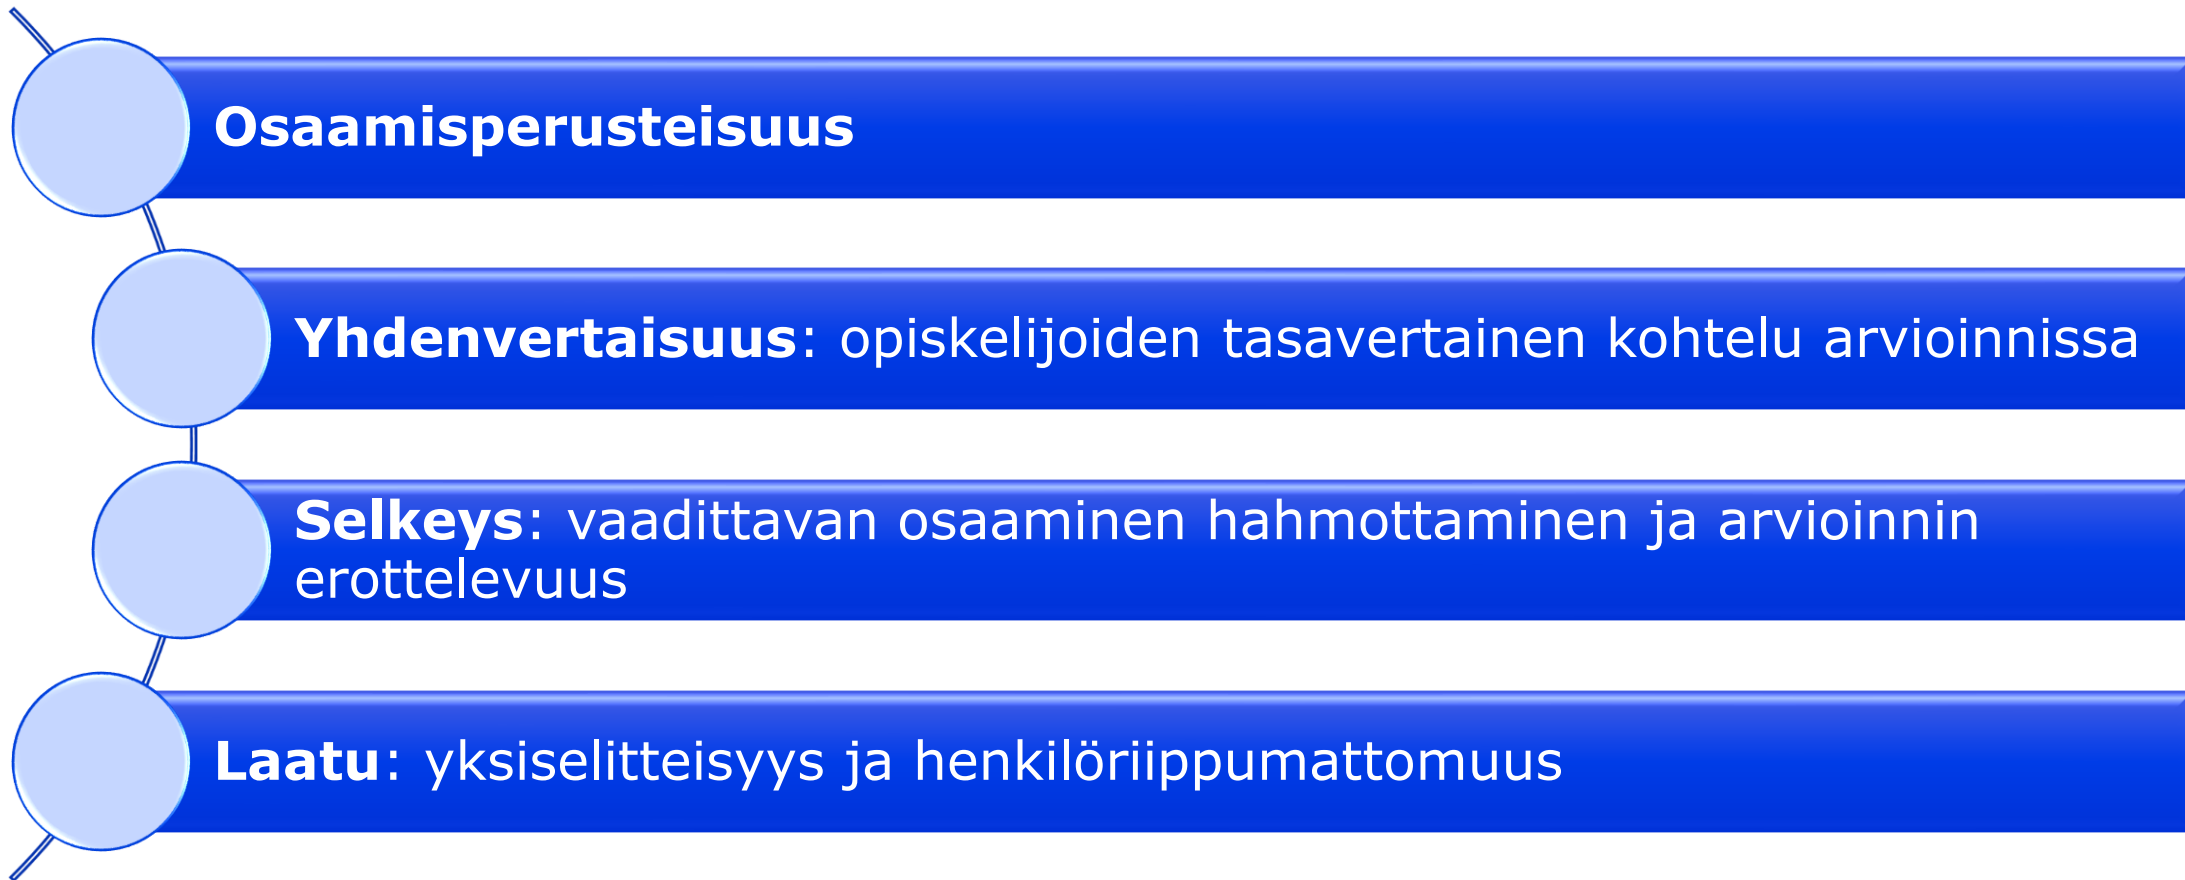 Osaamisperusteisuus
Yhdenvertaisuus: opiskelijoiden tasavertainen kohtelu arvioinnissa
Selkeys: vaadittavan osaaminen hahmottaminen ja arvioinnin
erottelevuus
Laatu: yksiselitteisyys ja henkilöriippumattomuus